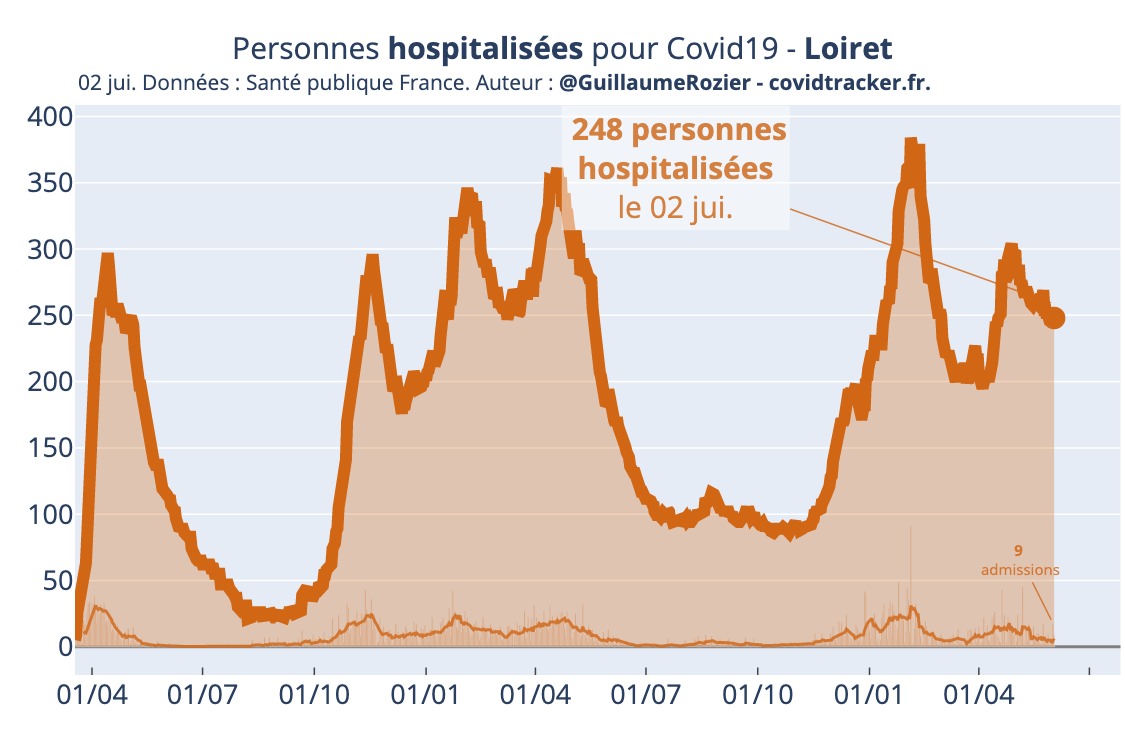 Personnes hospitalisées pour Covid19 - Loiret
02 jui. Données : Santé publique France. Auteur : @GuillaumeRozier - covidtracker.fr.
400
350
300
250
200
150
100
50
0
248 personnes
hospitalisées
le 02 jui.
9
admissions
01/04 01/07 01/10 01/01 01/04 01/07 01/10 01/01 01/04